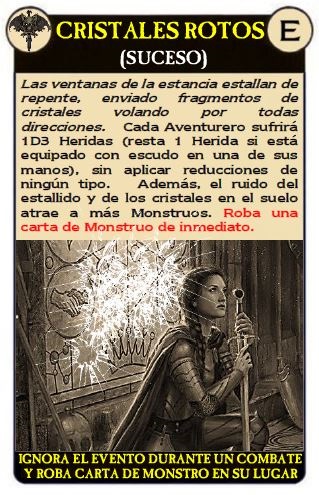 CRISTALES ROTOS
E
(SUCESO)
Las ventanas de la estancia estallan de
repente, enviado fragmentos de
cristales volando por todas
direcciones. Cada Aventurero sufrirá
1D3 Heridas (resta 1 Herida si está
equipado con escudo en una de sus
manos), sin aplicar reducciones de
ningún tipo. Además, el ruido del
estallido y de los cristales en el suelo
atrae a más Monstruos. Roba una
carta de Monstruo de inmediato.
IGNORA EL EVENTO DURANTE UN COMBATE
Y ROBA CARTA DE MONSTRO EN SU LUGAR